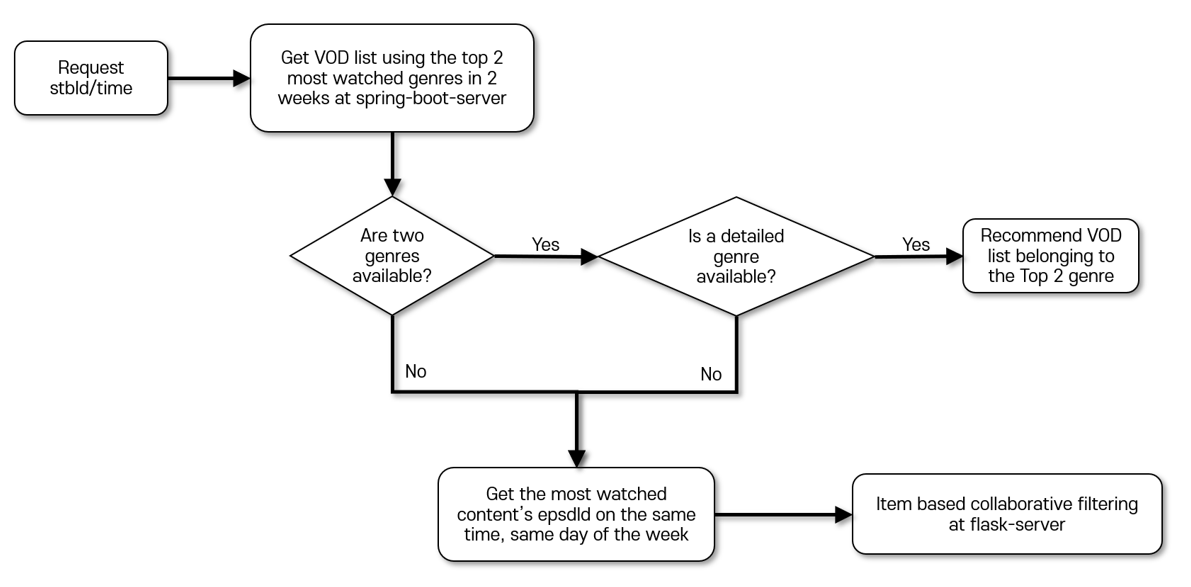 Request
stbId/time
Get VOD list using the top 2
most watched genres in 2
weeks at spring-boot-server
Are two
genres
available?
Yes
Is a detailed
genre
available?
Yes
Recommend VOD
list belonging to
the Top 2 genre
No
No
Get the most watched
content's epsdId on the same
time, same day of the week
Item based collaborative filtering
at flask-server